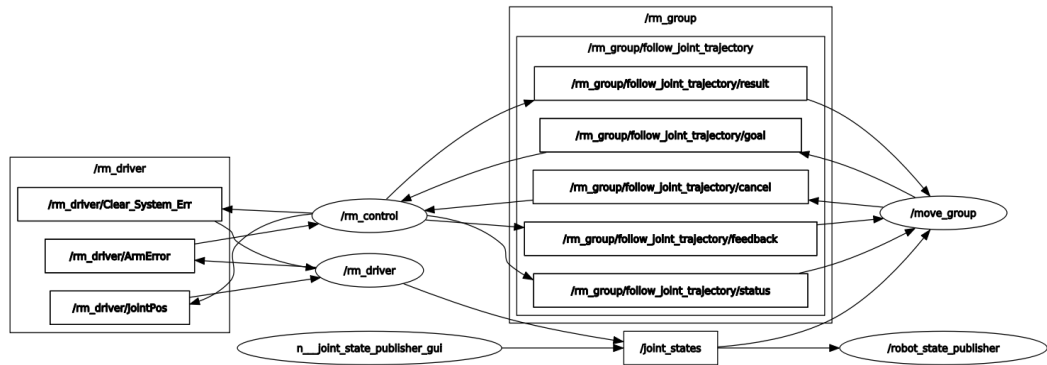 /rm_group
/rm_group/follow_joint_trajectory
/rm_group/follow_joint_trajectory/result
/rm_group/follow_joint_trajectory/goal
/rm_driver
/rm_group/follow_joint_trajectory/cancel
/rm_driver/Clear_System_Err
/rm_control
/move_group
/rm_group/follow_joint_trajectory/feedback
/rm_driver/ArmError
/rm_driver
/rm_group/follow_joint_trajectory/status
/rm_driver/JointPos
n__joint_state_publisher_gui
/joint_states
/robot_state_publisher